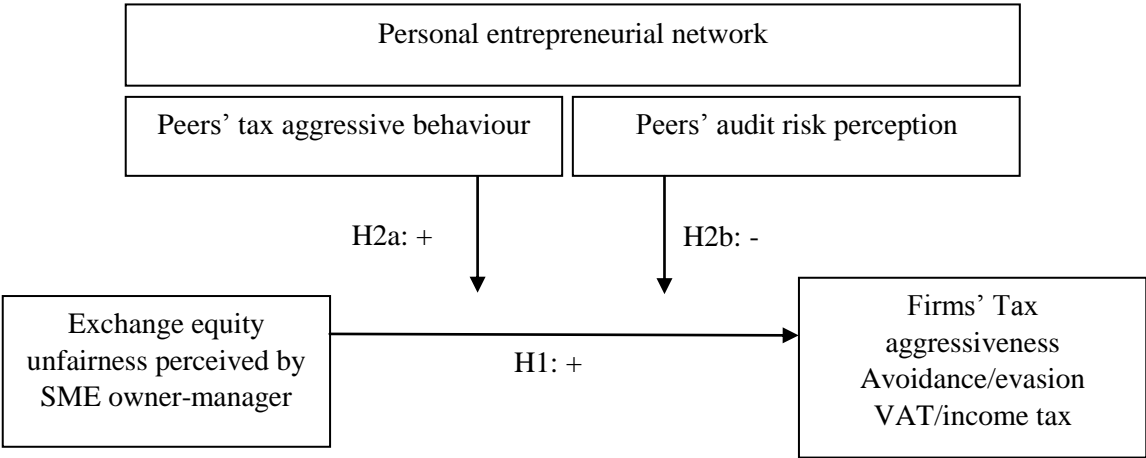 Personal entrepreneurial network
Peers’ tax aggressive behaviour
Peers’ audit risk perception
H2a: +
H2b: -
Exchange equity
unfairness perceived by
SME owner-manager
H1: +
Firms’ Tax
aggressiveness
Avoidance/evasion
VAT/income tax